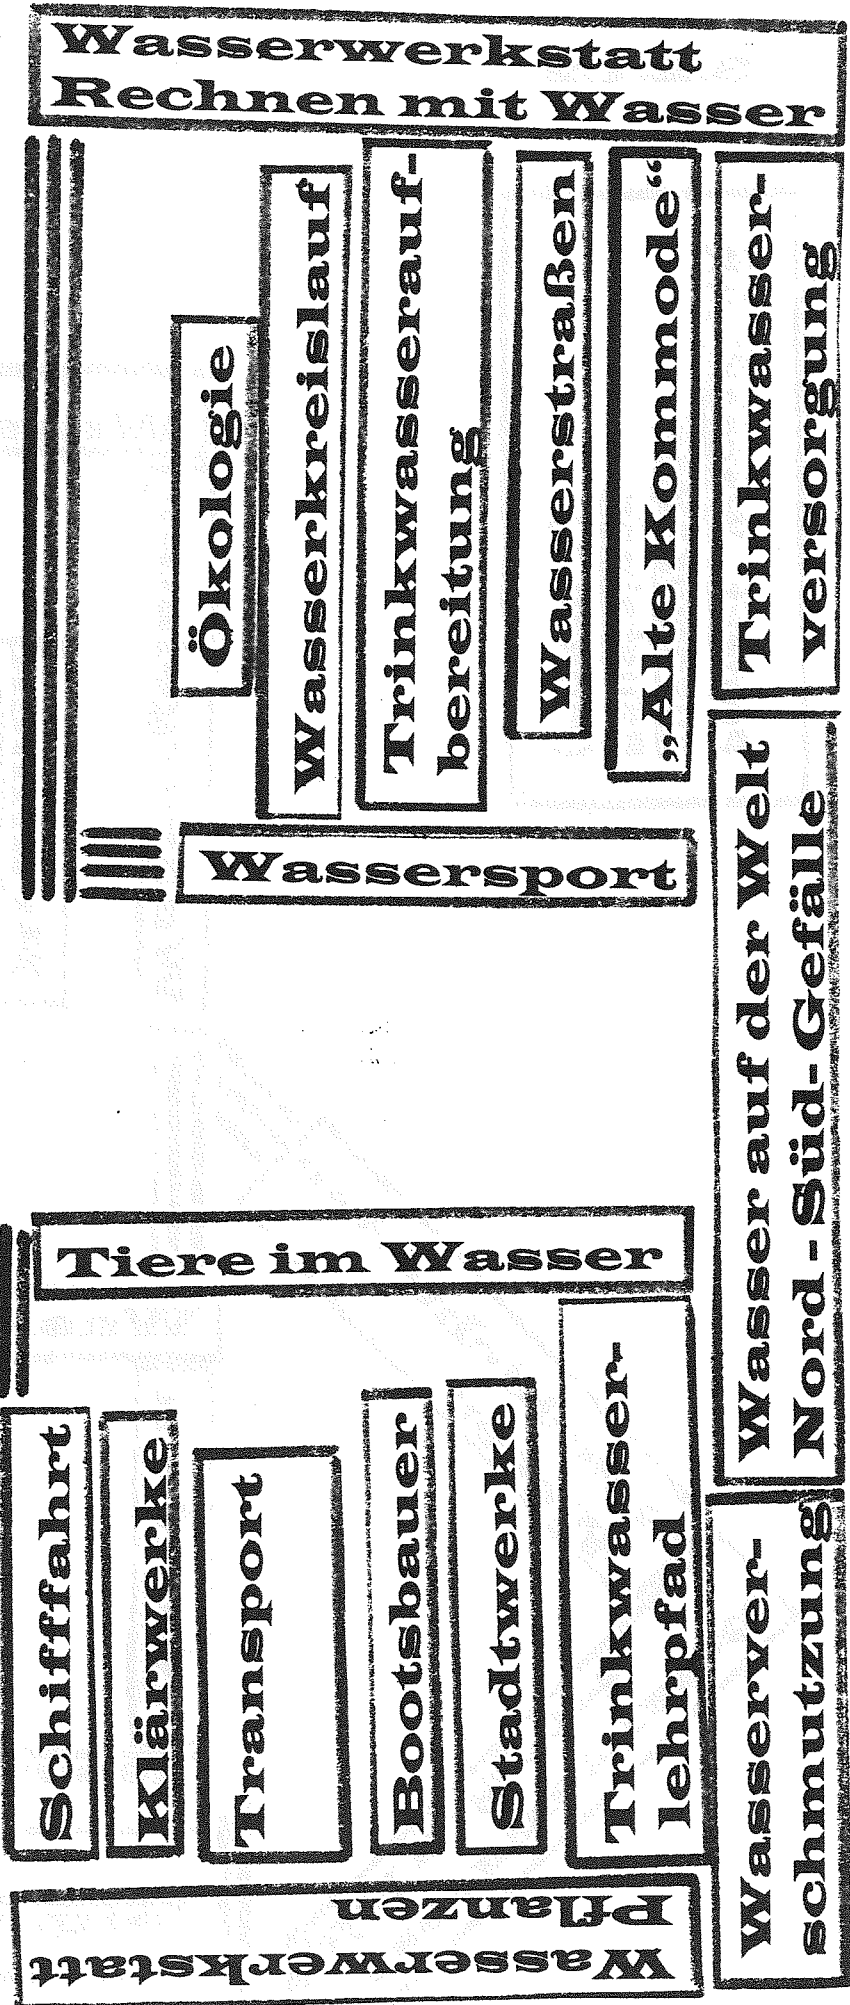 Wasserwerkstatt
Rechnen mit Wasser
Ökologie
Wasserkreislauf
Trinkwasserauf-
bereitung
Wasserstraßen
„Alte Kommode“
Trinkwasser-
versorgung
Wassersport
Wasser auf der Welt
Nord - Süd- Gefälle
Tiere im Wasser
Schifffahrt
Klärwerke
Transport
Bootsbauer
Stadtwerke
Trinkwasser-
lehrpfad
Wasserver-
schmutzung
Wasserwerkstatt
Pflanzen